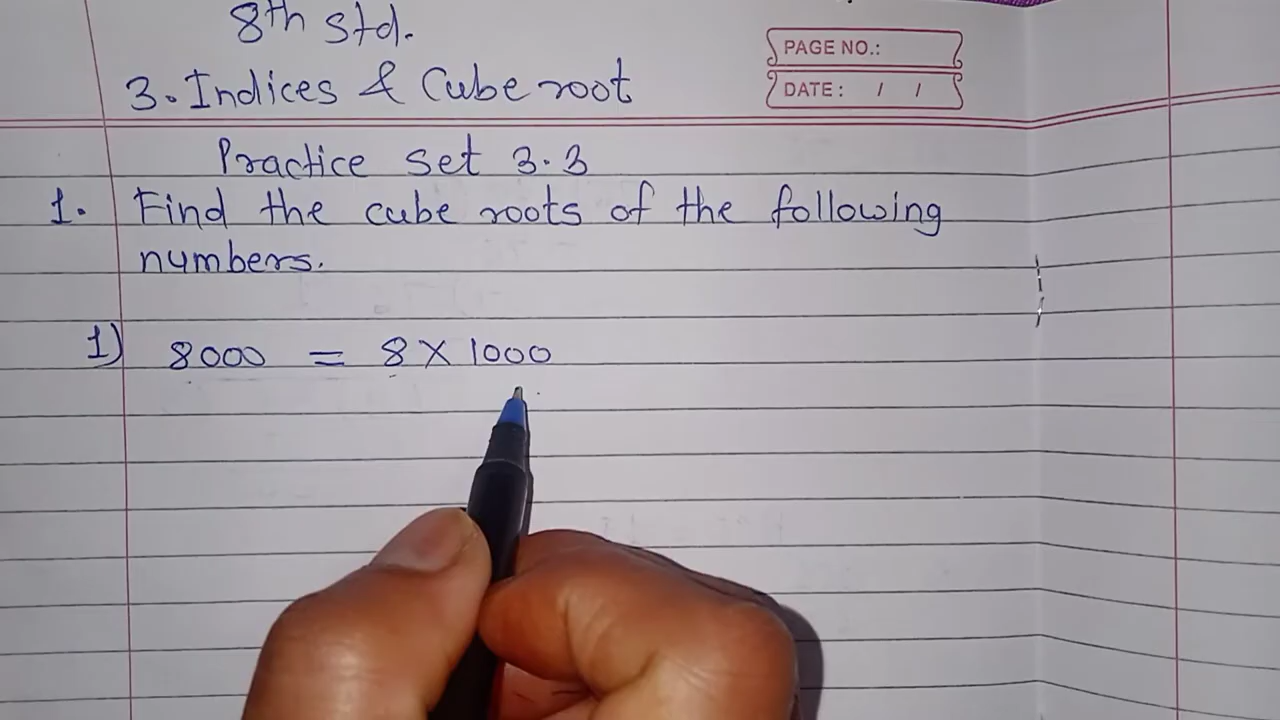 8th std.
3. Indices & Cube root
PAGE NO.:
DATE: / /
Practice set 3.3
1. Find the cube roots of the following
numbers.
1) 8000 = 8 X 1000